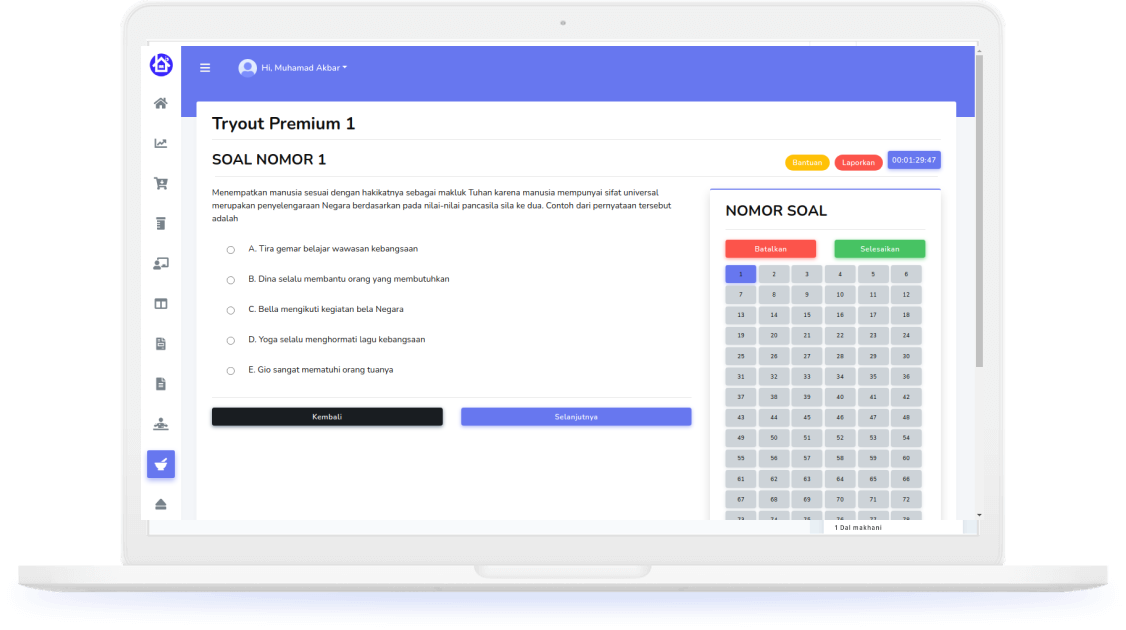 Hi, Muhamad Akbar
Tryout Premium 1
SOAL NOMOR 1
Bantuan
Laporkan
00:01:29:47
Menempatkan manusia sesuai dengan hakikatnya sebagai makluk Tuhan karena manusia mempunyai sifat universal
merupakan penyelengaraan Negara berdasarkan pada nilai-nilai pancasila sila ke dua. Contoh dari pernyataan tersebut
adalah
A. Tira gemar belajar wawasan kebangsaan
B. Dina selalu membantu orang yang membutuhkan
C. Bella mengikuti kegiatan bela Negara
D. Yoga selalu menghormati lagu kebangsaan
E. Gio sangat mematuhi orang tuanya
Kembali
Selanjutnya
NOMOR SOAL
Batalkan
Selesaikan
1 2 3 4 5 6
7 8 9 10 11 12
13 14 15 16 17 18
19 20 21 22 23 24
25 26 27 28 29 30
31 32 33 34 35 36
37 38 39 40 41 42
43 44 45 46 47 48
49 50 51 52 53 54
55 56 57 58 59 60
61 62 63 64 65 66
67 68 69 70 71 72
73 74 75 76 77 78
1 Dal makhani